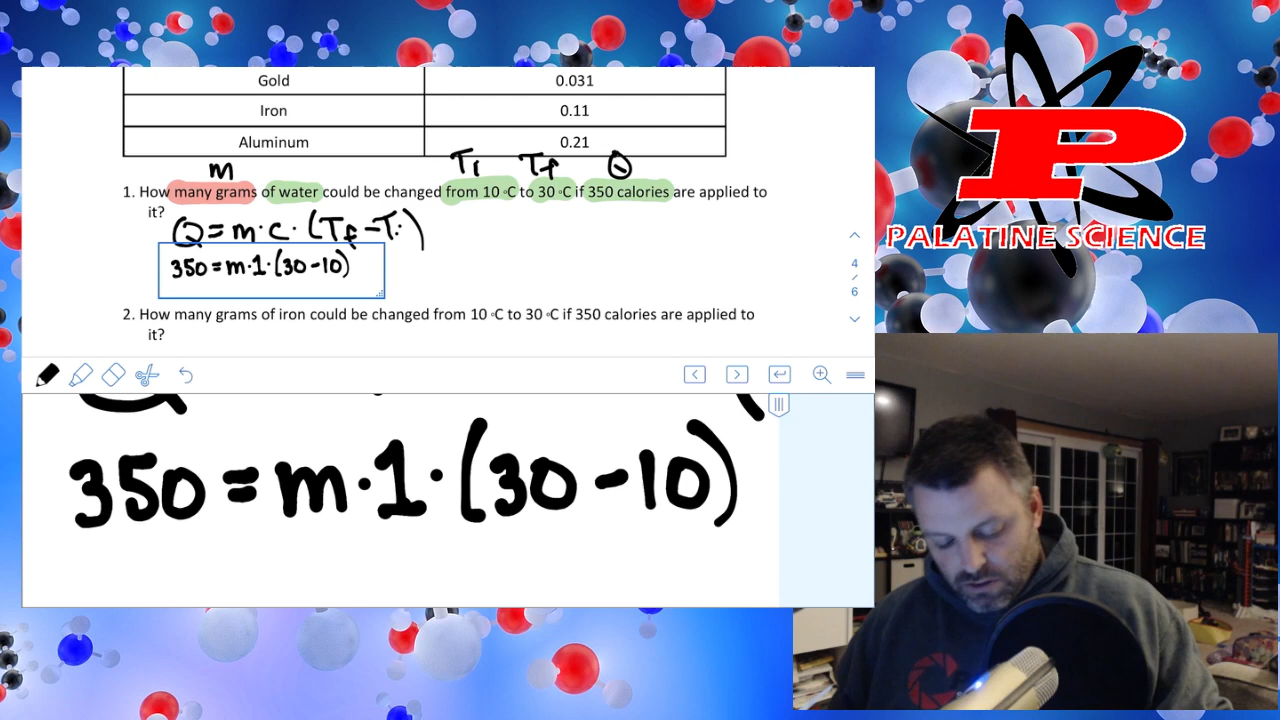 Gold 0.031
Iron 0.11
Aluminum 0.21
m Ti Tf Q
1. How many grams of water could be changed from 10 ◦C to 30 ◦C if 350 calories are applied to
it?
Q = m · c · (Tf - Ti)
350 = m · 1 · (30 - 10)
2. How many grams of iron could be changed from 10 ◦C to 30 ◦C if 350 calories are applied to
it?
4
/
6
350 = m · 1 · (30 - 10)
P
PALATINE SCIENCE